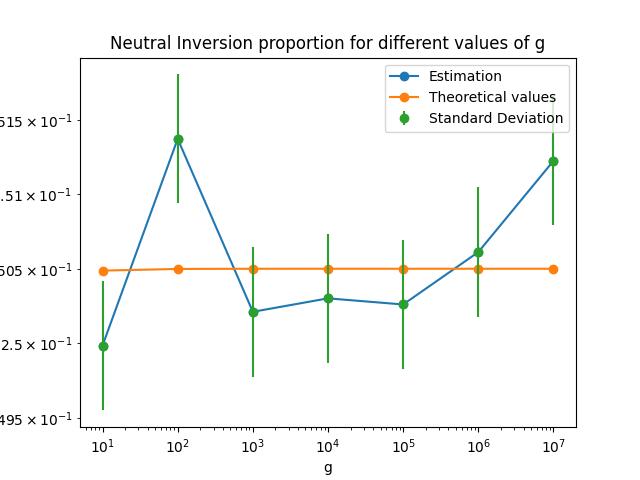 Neutral Inversion proportion for different values of g
Estimation
Theoretical values
Standard Deviation
515 × 10⁻¹
.51 × 10⁻¹
505 × 10⁻¹
2.5 × 10⁻¹
495 × 10⁻¹
10¹ 10² 10³ 10⁴ 10⁵ 10⁶ 10⁷
g